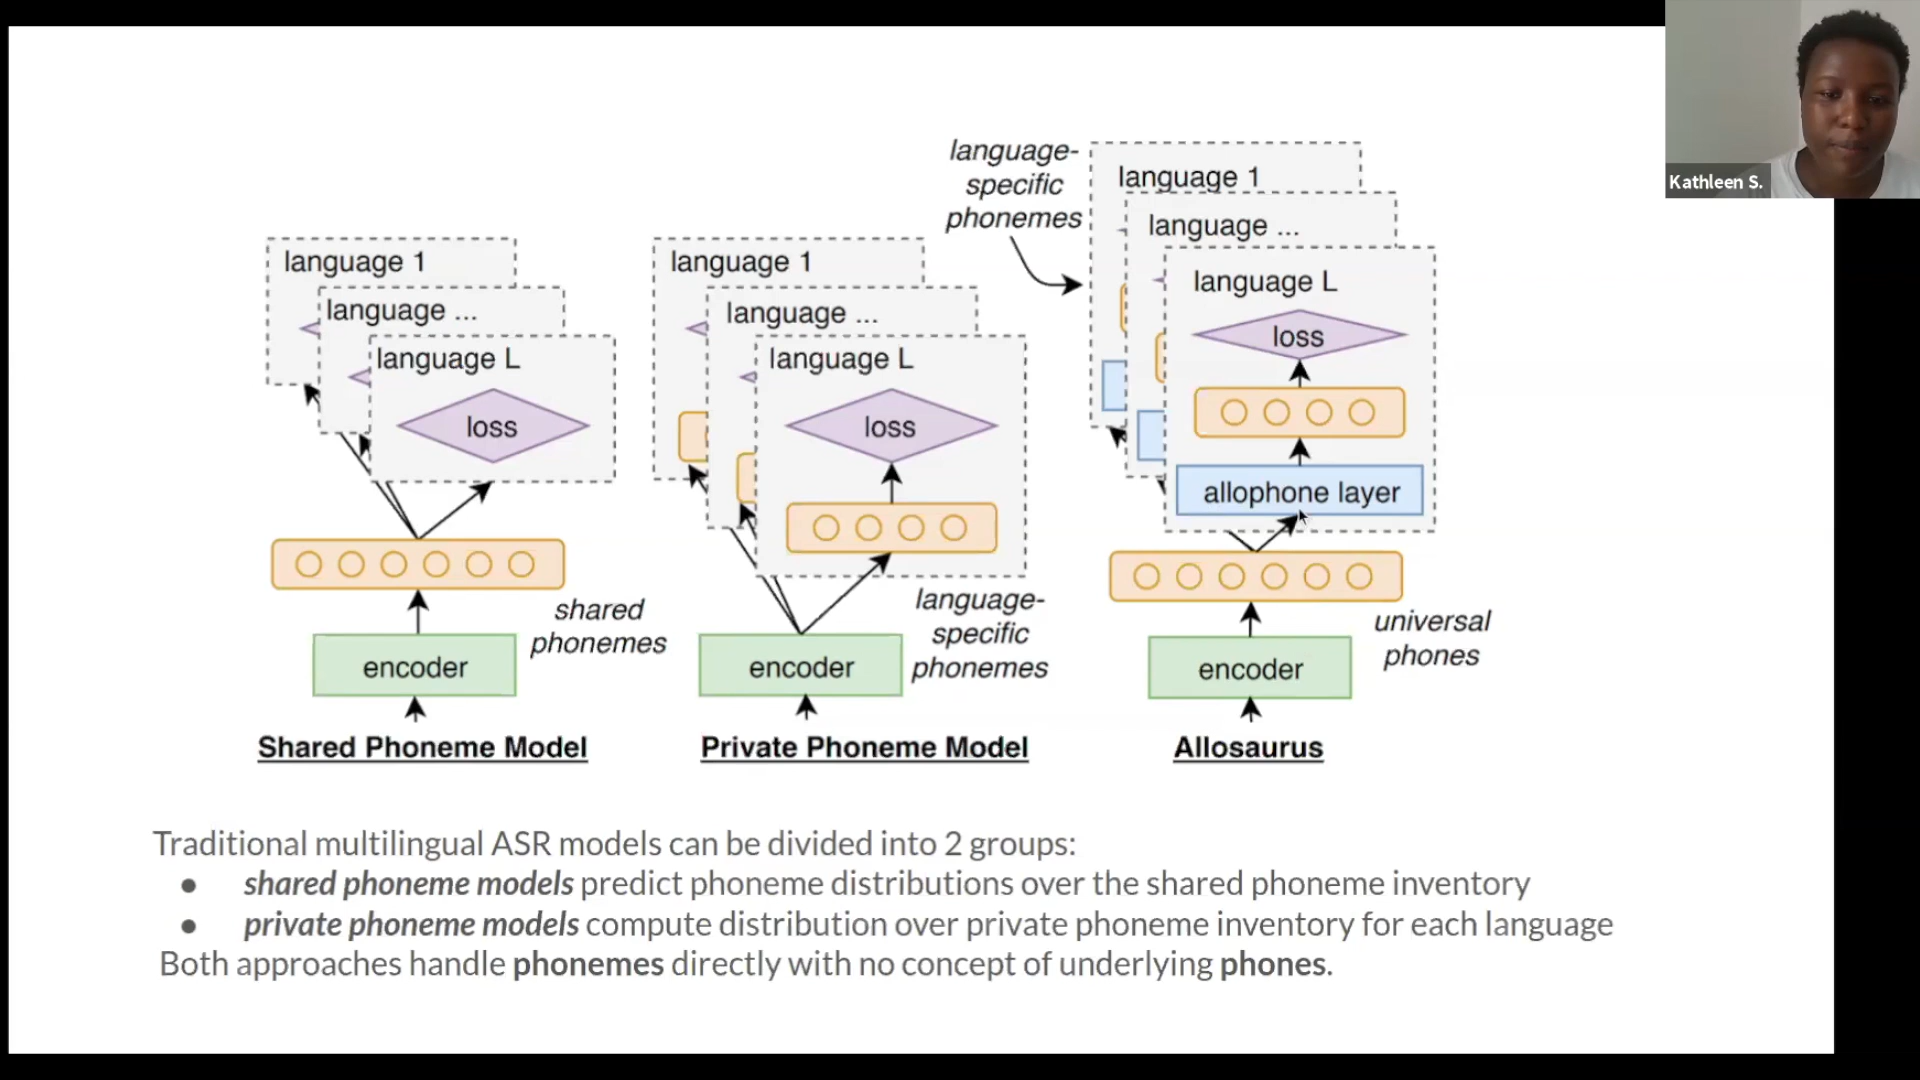 language 1
language ...
language L
loss
shared
phonemes
encoder
Shared Phoneme Model
language 1
language ...
language L
loss
language-
specific
phonemes
encoder
Private Phoneme Model
language-
specific
phonemes
language 1
language ...
language L
loss
allophone layer
universal
phones
encoder
Allosaurus
Traditional multilingual ASR models can be divided into 2 groups:
● shared phoneme models predict phoneme distributions over the shared phoneme inventory
● private phoneme models compute distribution over private phoneme inventory for each language
Both approaches handle phonemes directly with no concept of underlying phones.
Kathleen S.